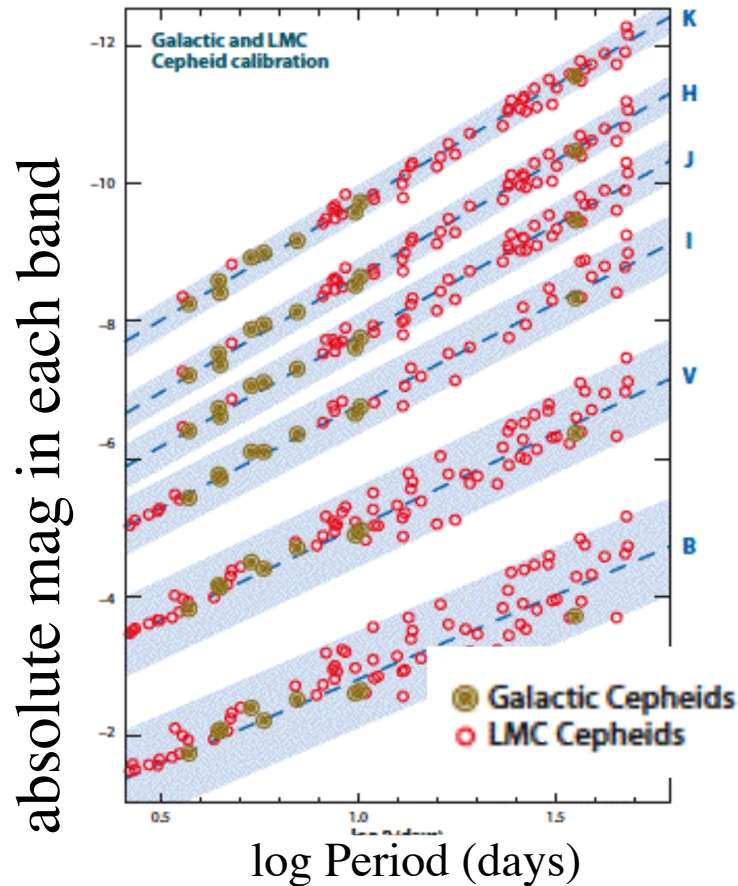 Galactic and LMC
Cepheid calibration
K
H
J
I
V
B
−12
−10
−8
−6
−4
−2
absolute mag in each band
Galactic Cepheids
LMC Cepheids
0.5 1.0 1.5
log Period (days)